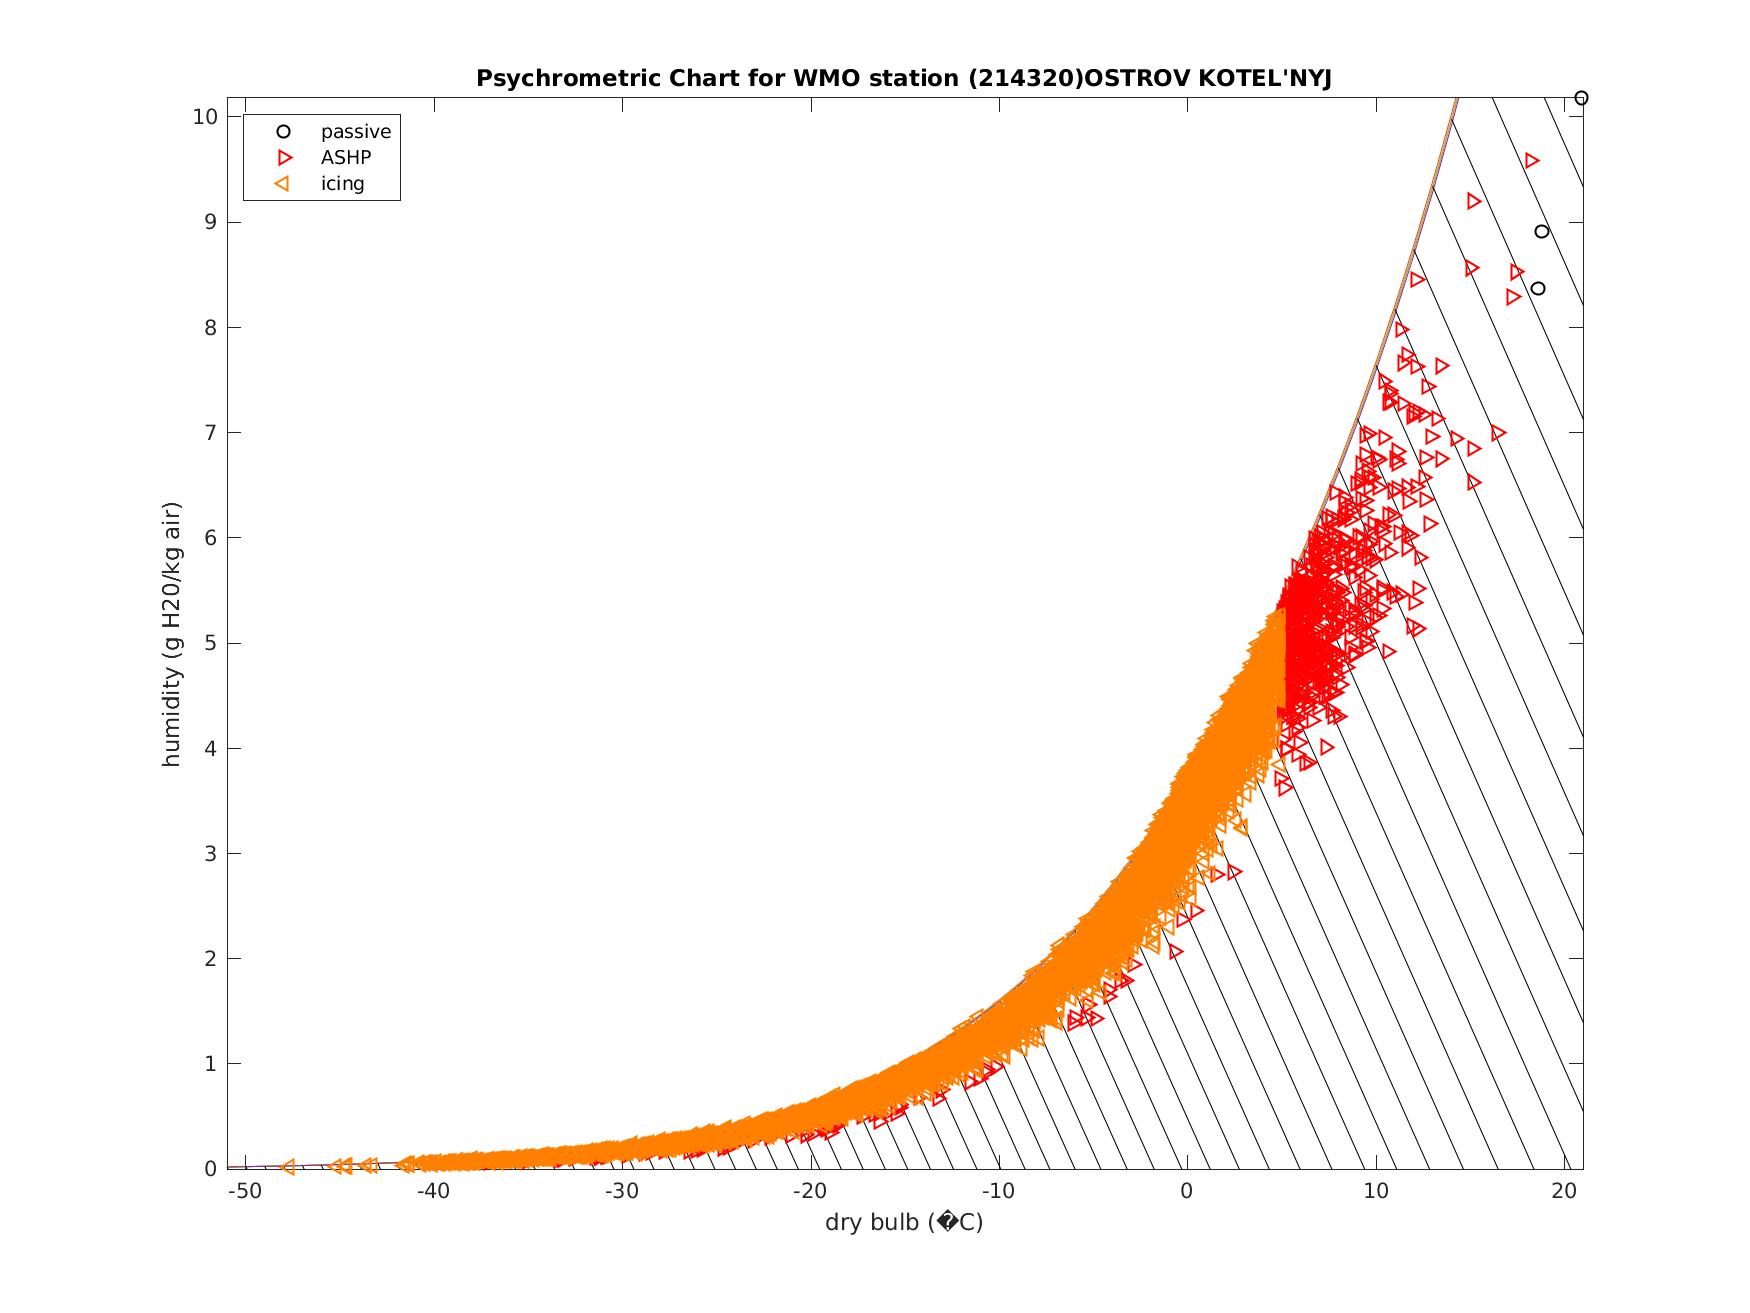 Psychrometric Chart for WMO station (214320)OSTROV KOTEL'NYJ
passive
ASHP
icing
10
9
8
7
6
5
4
3
2
1
0
humidity (g H20/kg air)
-50 -40 -30 -20 -10 0 10 20
dry bulb (�C)